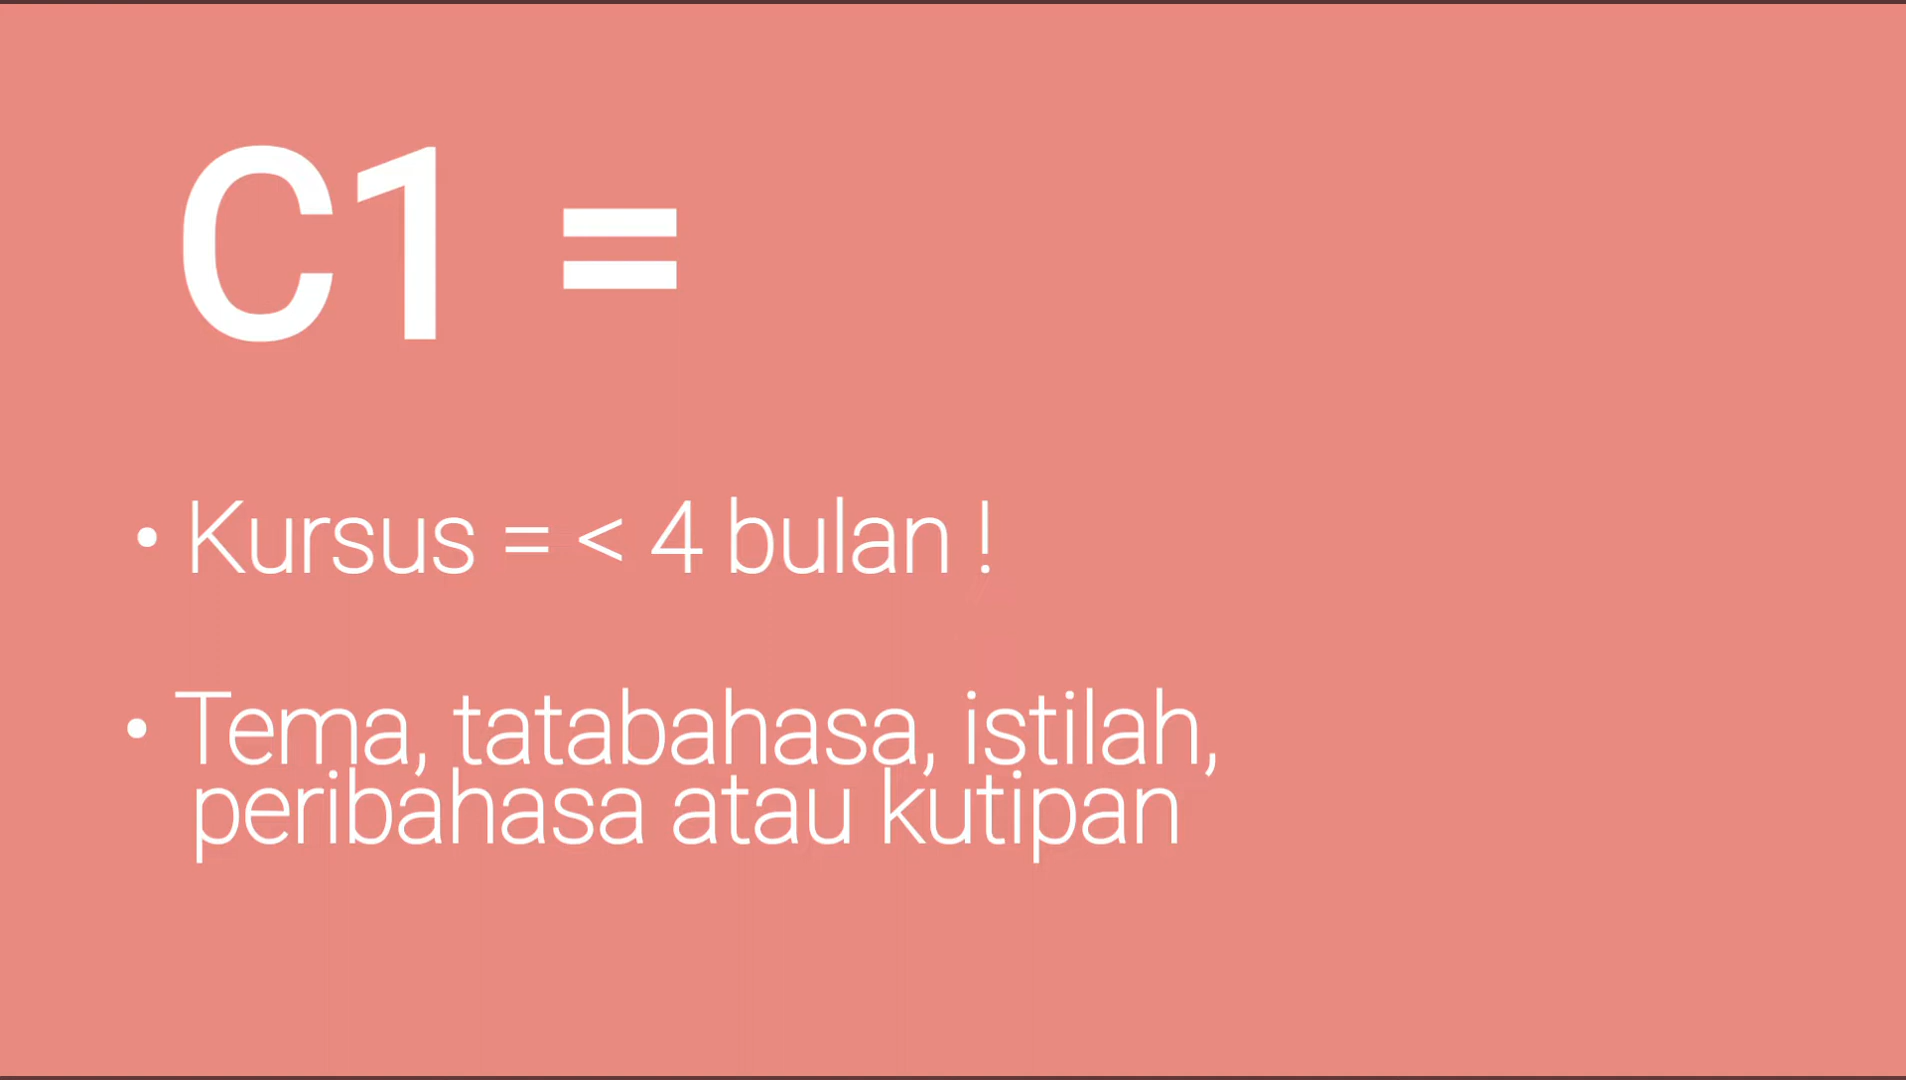 C1 =
• Kursus = < 4 bulan !
• Tema, tatabahasa, istilah,
peribahasa atau kutipan